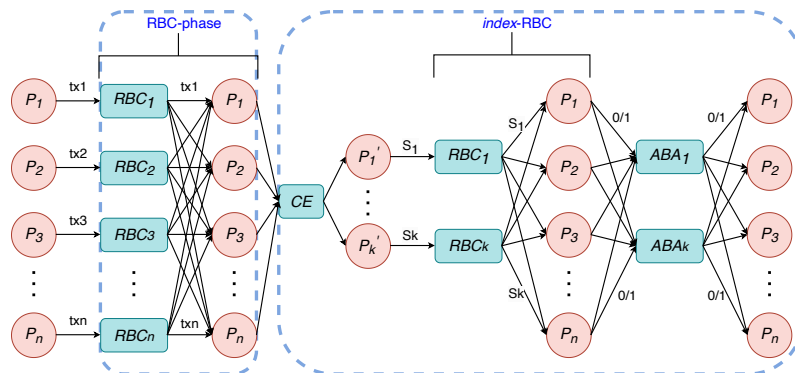 RBC-phase
index-RBC
P1 tx1 RBC1 tx1 P1
P2 tx2 RBC2 P2
P3 tx3 RBC3 P3
Pn txn RBCn txn Pn
CE
P1' S1 RBC1 S1
Pk' Sk RBCk Sk
P1 0/1 0/1 P1
P2 ABA1 P2
P3 ABAk P3
Pn 0/1 0/1 Pn